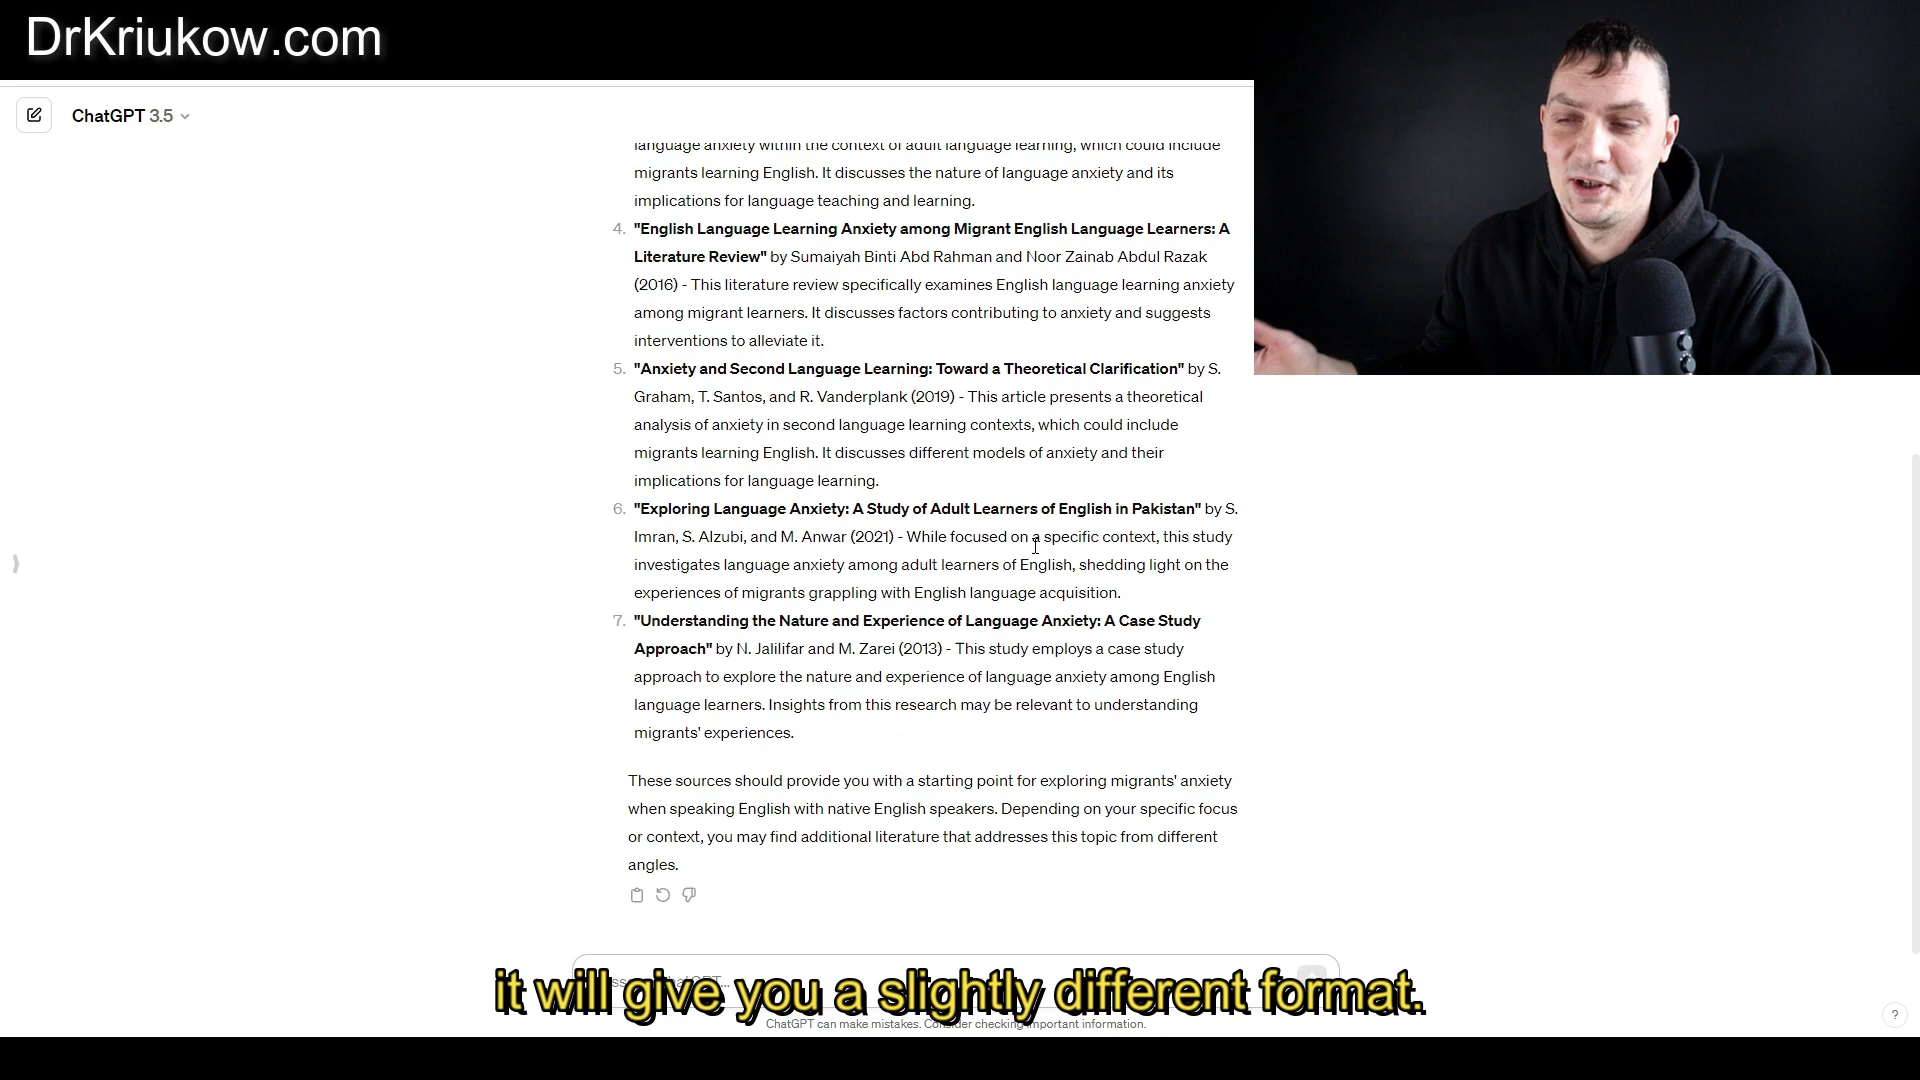 DrKriukow.com
ChatGPT 3.5
language anxiety within the context of adult language learning, which could include
migrants learning English. It discusses the nature of language anxiety and its
implications for language teaching and learning.
4. "English Language Learning Anxiety among Migrant English Language Learners: A
Literature Review" by Sumaiyah Binti Abd Rahman and Noor Zainab Abdul Razak
(2016) - This literature review specifically examines English language learning anxiety
among migrant learners. It discusses factors contributing to anxiety and suggests
interventions to alleviate it.
5. "Anxiety and Second Language Learning: Toward a Theoretical Clarification" by S.
Graham, T. Santos, and R. Vanderplank (2019) - This article presents a theoretical
analysis of anxiety in second language learning contexts, which could include
migrants learning English. It discusses different models of anxiety and their
implications for language learning.
6. "Exploring Language Anxiety: A Study of Adult Learners of English in Pakistan" by S.
Imran, S. Alzubi, and M. Anwar (2021) - While focused on a specific context, this study
investigates language anxiety among adult learners of English, shedding light on the
experiences of migrants grappling with English language acquisition.
7. "Understanding the Nature and Experience of Language Anxiety: A Case Study
Approach" by N. Jalilifar and M. Zarei (2013) - This study employs a case study
approach to explore the nature and experience of language anxiety among English
language learners. Insights from this research may be relevant to understanding
migrants' experiences.
These sources should provide you with a starting point for exploring migrants' anxiety
when speaking English with native English speakers. Depending on your specific focus
or context, you may find additional literature that addresses this topic from different
angles.
it will give you a slightly different format.
ChatGPT can make mistakes. Consider checking important information.
?